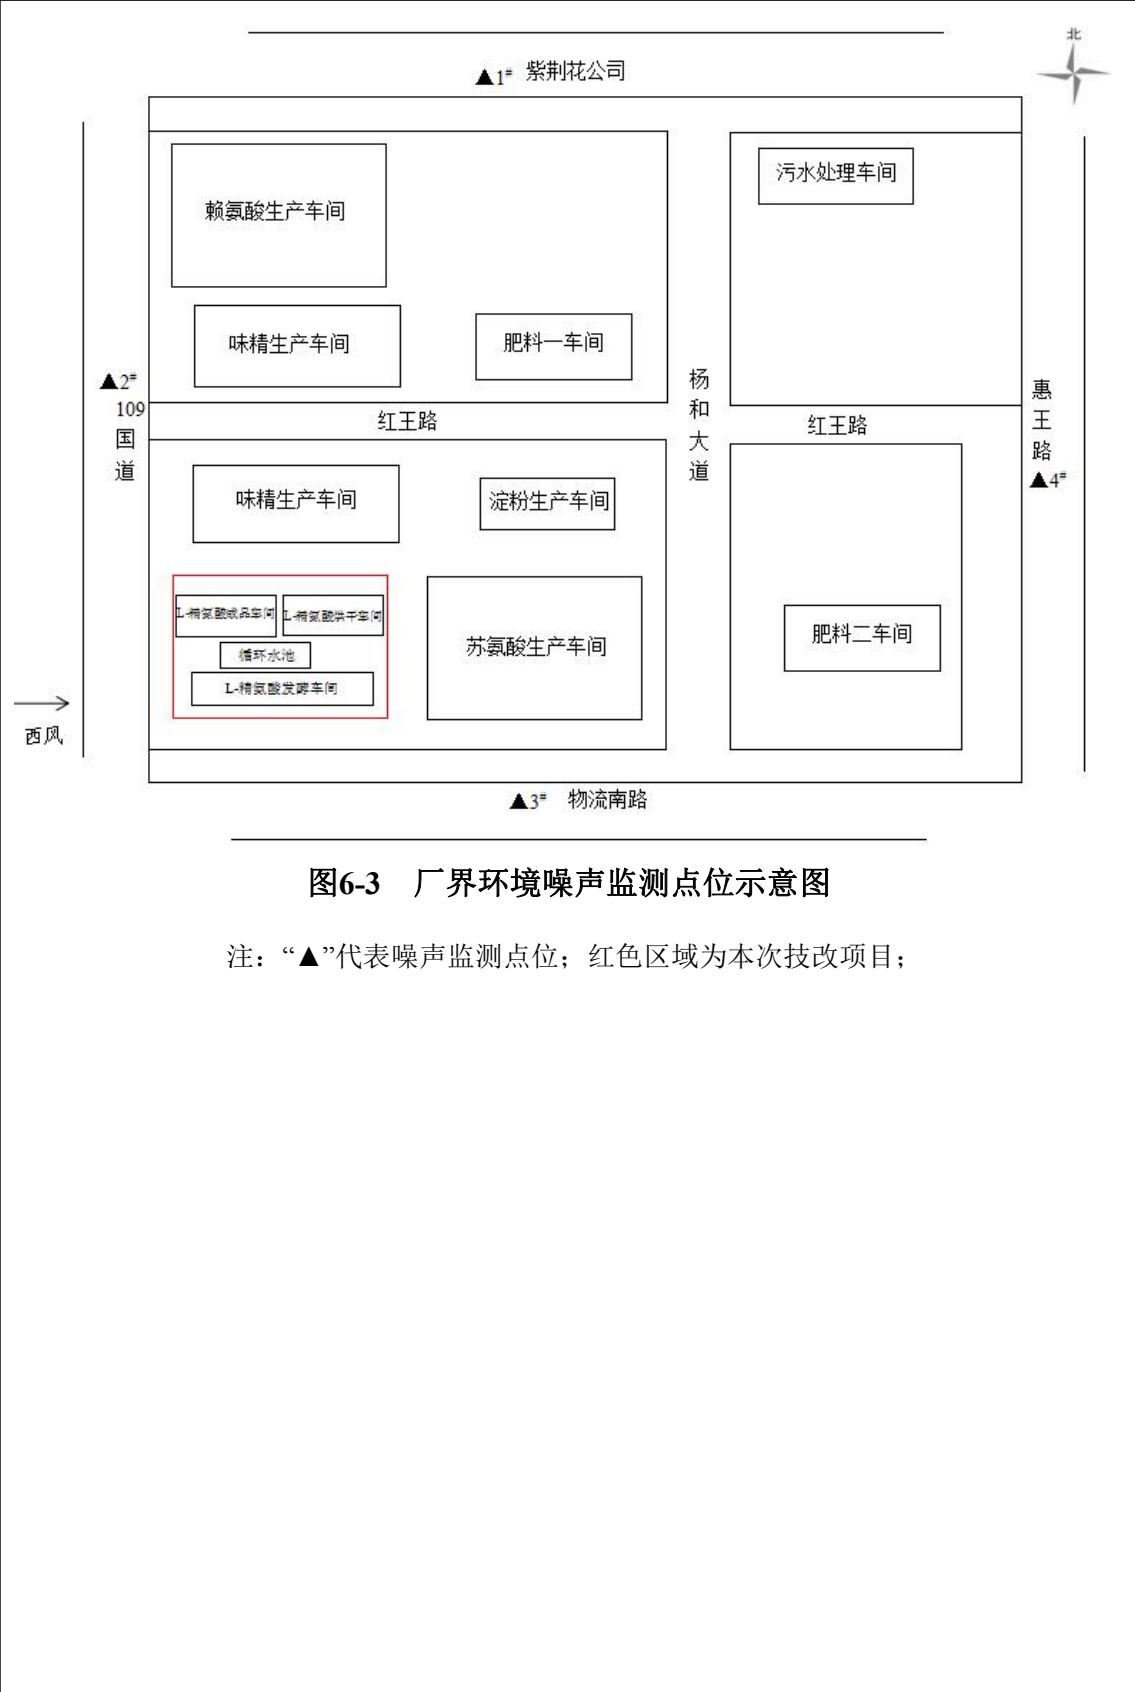 北
▲1# 紫荆花公司
污水处理车间
赖氨酸生产车间
味精生产车间
肥料一车间
▲2#
109
国
道
红王路
杨
和
大
道
红王路
惠
王
路
▲4#
味精生产车间
淀粉生产车间
L-精氨酸成品车间
L-精氨酸烘干车间
循环水池
L-精氨酸发酵车间
苏氨酸生产车间
肥料二车间
西风
▲3# 物流南路
图6-3 厂界环境噪声监测点位示意图
注：“▲”代表噪声监测点位；红色区域为本次技改项目；